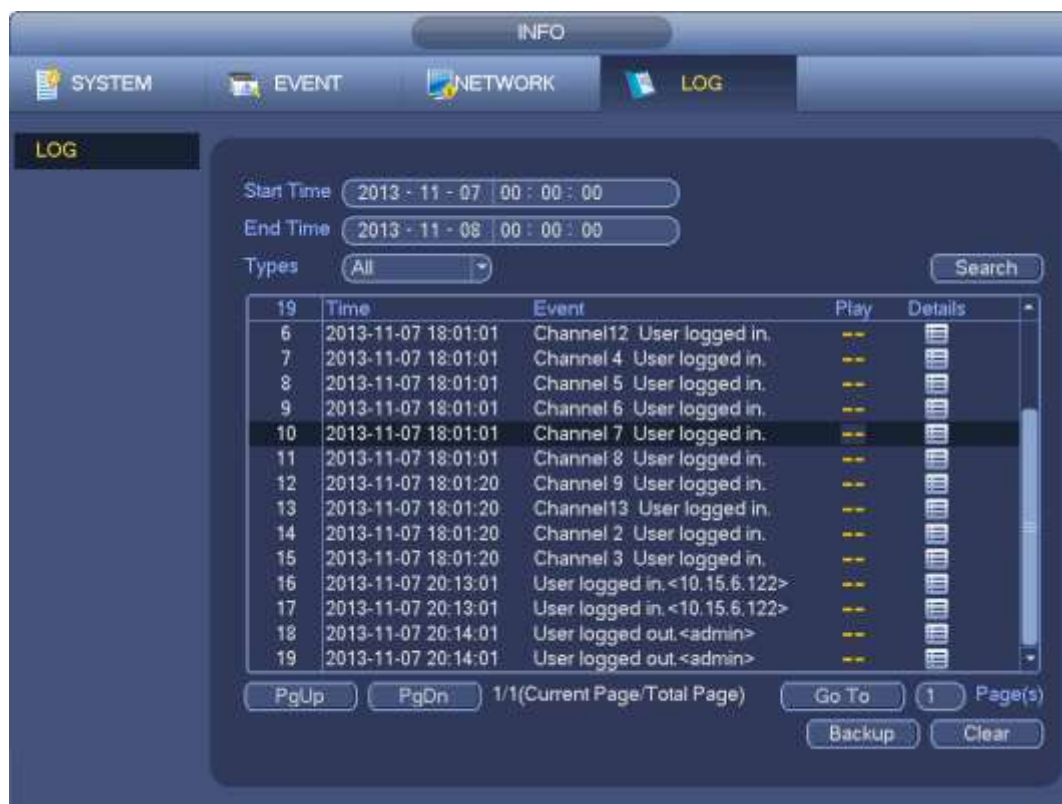 INFO
SYSTEM EVENT NETWORK LOG
LOG
Start Time 2013 - 11 - 07 00 : 00 : 00
End Time 2013 - 11 - 08 00 : 00 : 00
Types All Search
19 Time Event Play Details
6 2013-11-07 18:01:01 Channel12 User logged in. --
7 2013-11-07 18:01:01 Channel 4 User logged in. --
8 2013-11-07 18:01:01 Channel 5 User logged in. --
9 2013-11-07 18:01:01 Channel 6 User logged in. --
10 2013-11-07 18:01:01 Channel 7 User logged in. --
11 2013-11-07 18:01:01 Channel 8 User logged in. --
12 2013-11-07 18:01:20 Channel 9 User logged in. --
13 2013-11-07 18:01:20 Channel13 User logged in. --
14 2013-11-07 18:01:20 Channel 2 User logged in. --
15 2013-11-07 18:01:20 Channel 3 User logged in. --
16 2013-11-07 20:13:01 User logged in.<10.15.6.122> --
17 2013-11-07 20:13:01 User logged in.<10.15.6.122> --
18 2013-11-07 20:14:01 User logged out.<admin> --
19 2013-11-07 20:14:01 User logged out.<admin> --
PgUp PgDn 1/1(Current Page/Total Page) Go To 1 Page(s)
Backup Clear